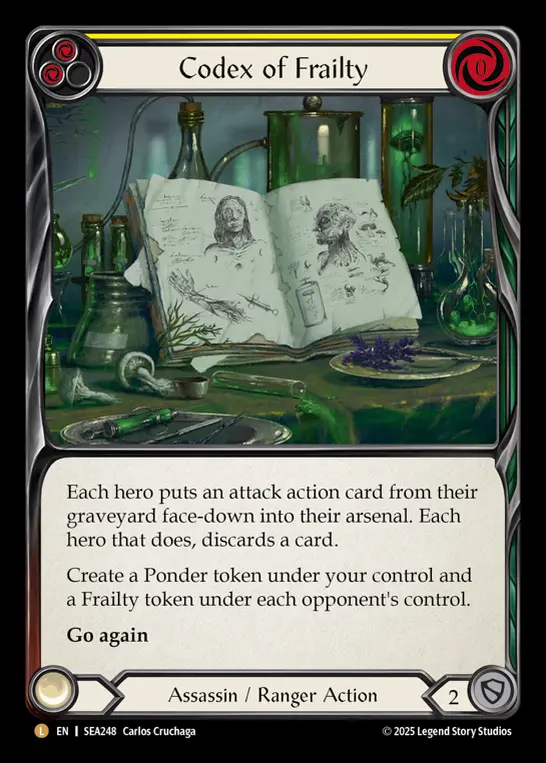 Codex of Frailty
0
Each hero puts an attack action card from their
graveyard face-down into their arsenal. Each
hero that does, discards a card.
Create a Ponder token under your control and
a Frailty token under each opponent's control.
Go again
Assassin / Ranger Action
2
L EN | SEA248 Carlos Cruchaga
© 2025 Legend Story Studios